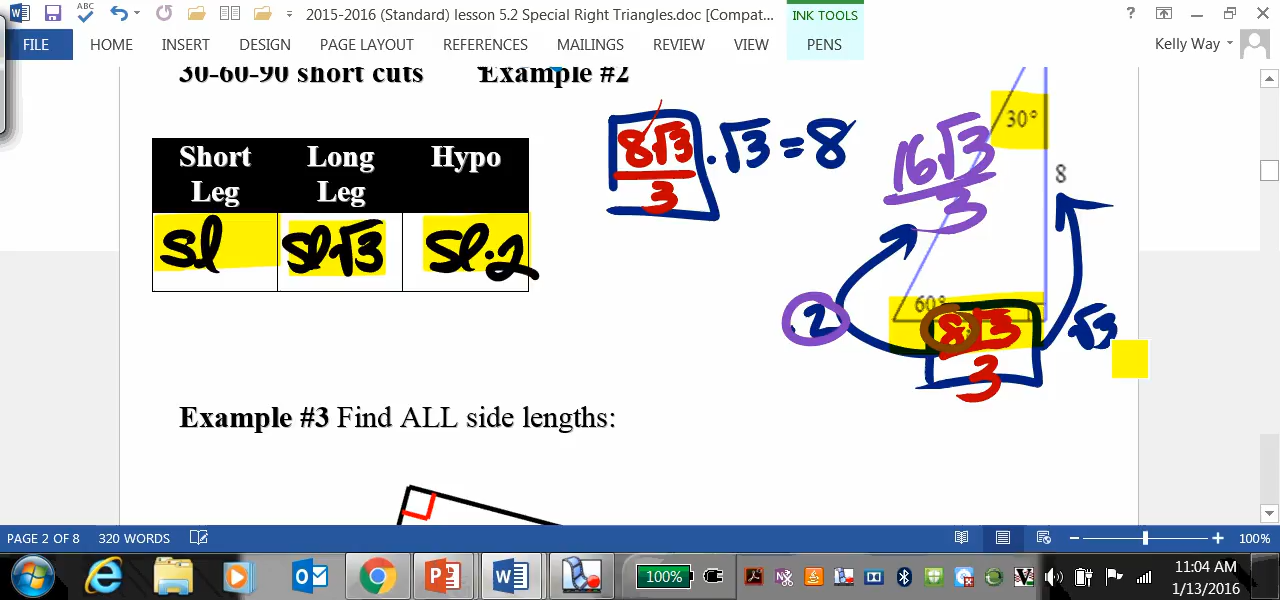 2015-2016 (Standard) lesson 5.2 Special Right Triangles.doc [Compat...
INK TOOLS
?
FILE
HOME
INSERT
DESIGN
PAGE LAYOUT
REFERENCES
MAILINGS
REVIEW
VIEW
PENS
Kelly Way
ABC
30-60-90 short cuts Example #2
Short Leg
Long Leg
Hypo
sl
sl√3
sl·2
8√3
3
·√3=8
16√3
3
30°
8
60°
.2
8√3
3
·√3
Example #3 Find ALL side lengths:
PAGE 2 OF 8
320 WORDS
100%
100%
11:04 AM
1/13/2016